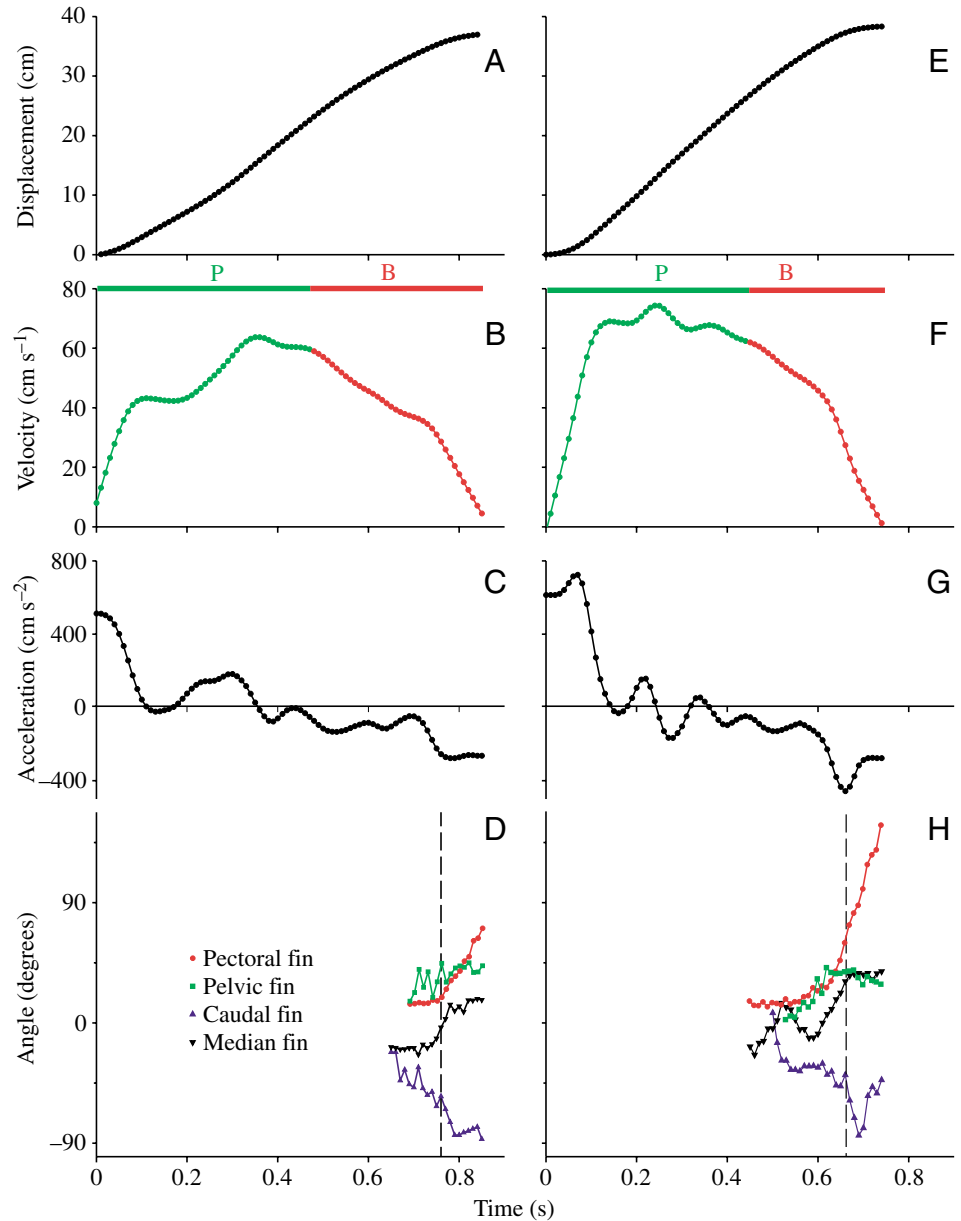 40
30
20
10
0
Displacement (cm)
A
E
P
B
P
B
80
60
40
20
0
Velocity (cm s−1)
B
F
800
400
0
−400
Acceleration (cm s−2)
C
G
D
H
90
0
−90
Angle (degrees)
Pectoral fin
Pelvic fin
Caudal fin
Median fin
0 0.2 0.4 0.6 0.8 0 0.2 0.4 0.6 0.8
Time (s)